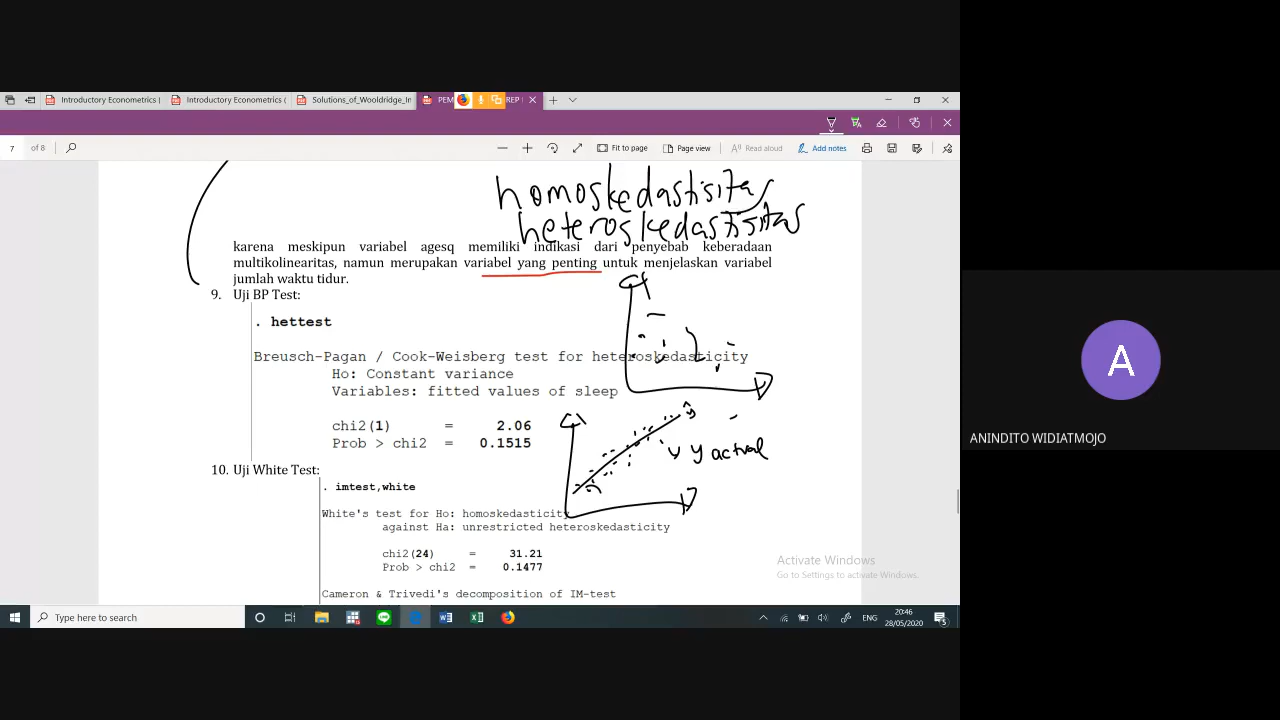 Introductory Econometrics (
Introductory Econometrics (
Solutions_of_Wooldridge_In
PEM
REP
7 of 8
Fit to page
Page view
Read aloud
Add notes
homoskedastisitas
heteroskedastisitas
karena meskipun variabel agesq memiliki indikasi dari penyebab keberadaan
multikolinearitas, namun merupakan variabel yang penting untuk menjelaskan variabel
jumlah waktu tidur.
9. Uji BP Test:
. hettest
Breusch-Pagan / Cook-Weisberg test for heteroskedasticity
Ho: Constant variance
Variables: fitted values of sleep
chi2(1) = 2.06
Prob > chi2 = 0.1515
ŷ
y actual
10. Uji White Test:
. imtest,white
White's test for Ho: homoskedasticity
against Ha: unrestricted heteroskedasticity
chi2(24) = 31.21
Prob > chi2 = 0.1477
Cameron & Trivedi's decomposition of IM-test
Activate Windows
Go to Settings to activate Windows.
A
ANINDITO WIDIATMOJO
Type here to search
ENG
20:46
28/05/2020
5